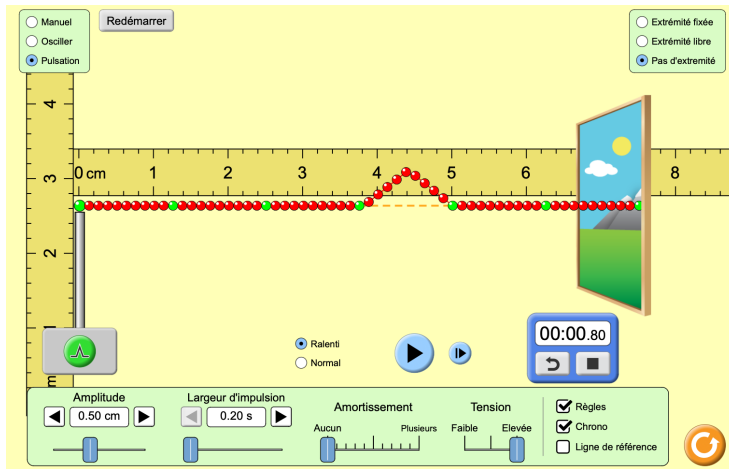 Manuel
Osciller
Pulsation
Redémarrer
Extrémité fixée
Extrémité libre
Pas d'extremité
4
3
2
0 cm 1 2 3 4 5 6 8
Ralenti
Normal
00:00.80
Amplitude
0.50 cm
Largeur d'impulsion
0.20 s
Amortissement
Aucun Plusieurs
Tension
Faible Elevée
Règles
Chrono
Ligne de référence